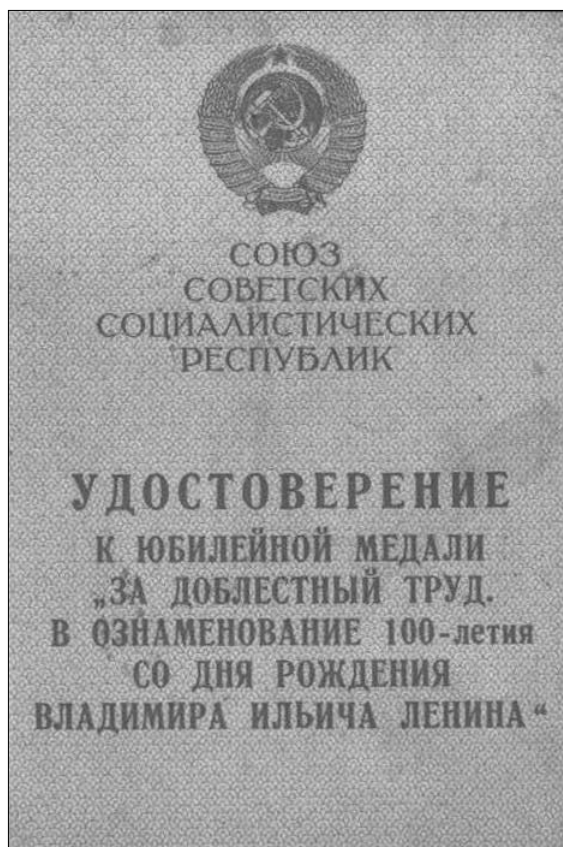 СОЮЗ
СОВЕТСКИХ
СОЦИАЛИСТИЧЕСКИХ
РЕСПУБЛИК
УДОСТОВЕРЕНИЕ
К ЮБИЛЕЙНОЙ МЕДАЛИ
„ЗА ДОБЛЕСТНЫЙ ТРУД.
В ОЗНАМЕНОВАНИЕ 100-летия
СО ДНЯ РОЖДЕНИЯ
ВЛАДИМИРА ИЛЬИЧА ЛЕНИНА“